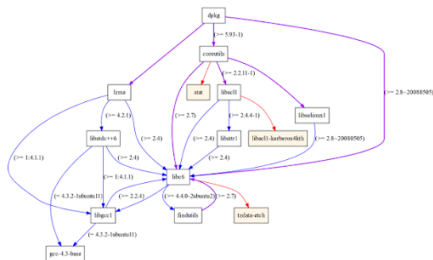 dpkg
(>= 5.93-1)
coreutils
(>= 2.2.11-1)
(>= 2.8~20080505)
lzma
stat
libacl1
libselinux1
(>= 4.2.1)
(>= 2.7)
(>= 2.4.4-1)
(>= 2.4)
(>= 2.4)
(>= 2.8~20080505)
libstdc++6
libattr1
libacl1-kerberos4kth
(>= 1:4.1.1)
(>= 2.4)
(>= 2.4)
(>= 1:4.1.1)
libc6
(>= 4.3.2-1ubuntu11)
(>= 2.2.4)
(>= 4.4.0-2ubuntu2)
(>= 2.7)
libgcc1
findutils
tzdata-etch
(= 4.3.2-1ubuntu11)
gcc-4.3-base